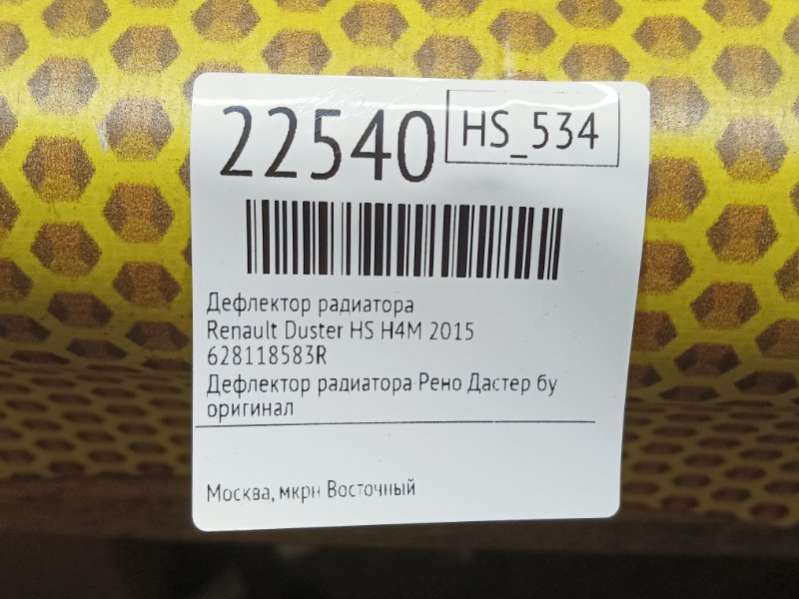 22540
HS_534
Дефлектор радиатора
Renault Duster HS H4M 2015
628118583R
Дефлектор радиатора Рено Дастер бу
оригинал
Москва, мкрн Восточный